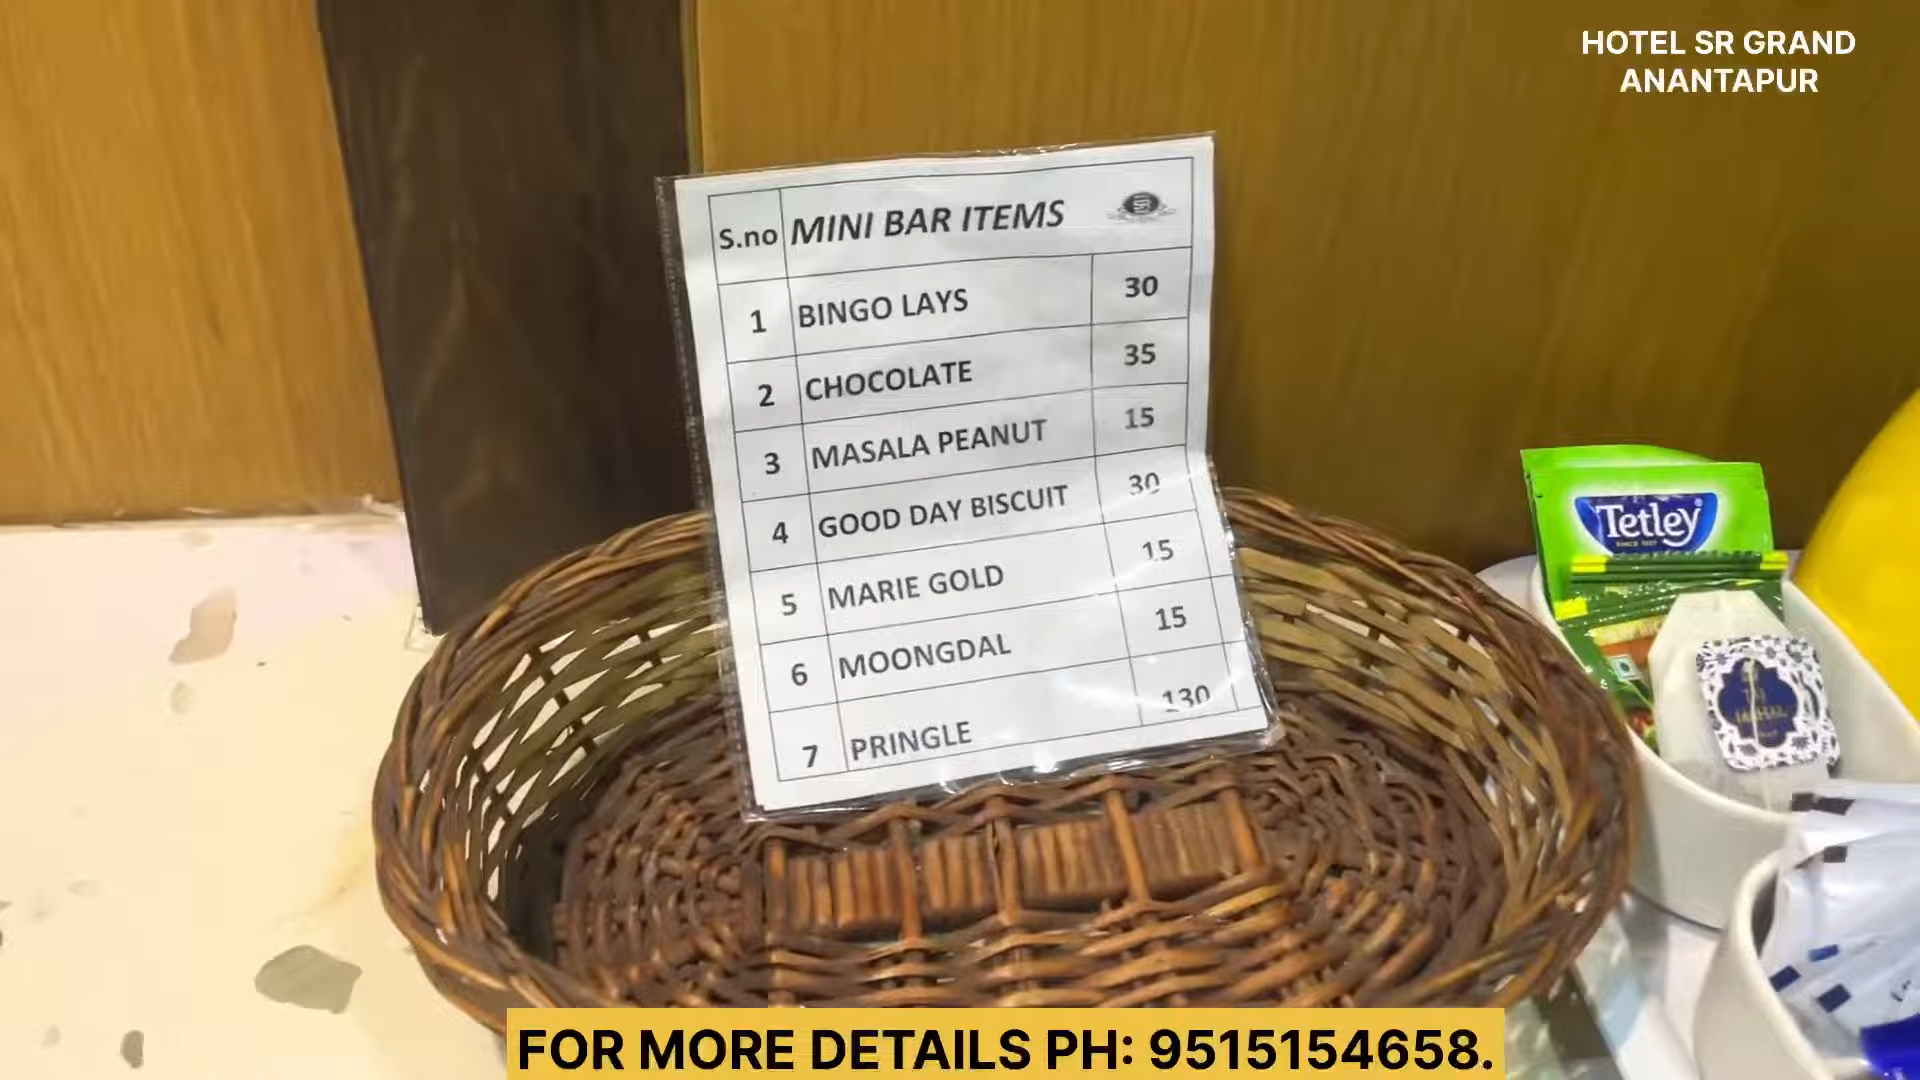 HOTEL SR GRAND
ANANTAPUR
S.no MINI BAR ITEMS SR
1 BINGO LAYS 30
2 CHOCOLATE 35
3 MASALA PEANUT 15
4 GOOD DAY BISCUIT 30
5 MARIE GOLD 15
6 MOONGDAL 15
7 PRINGLE 130
Tetley
FOR MORE DETAILS PH: 9515154658.